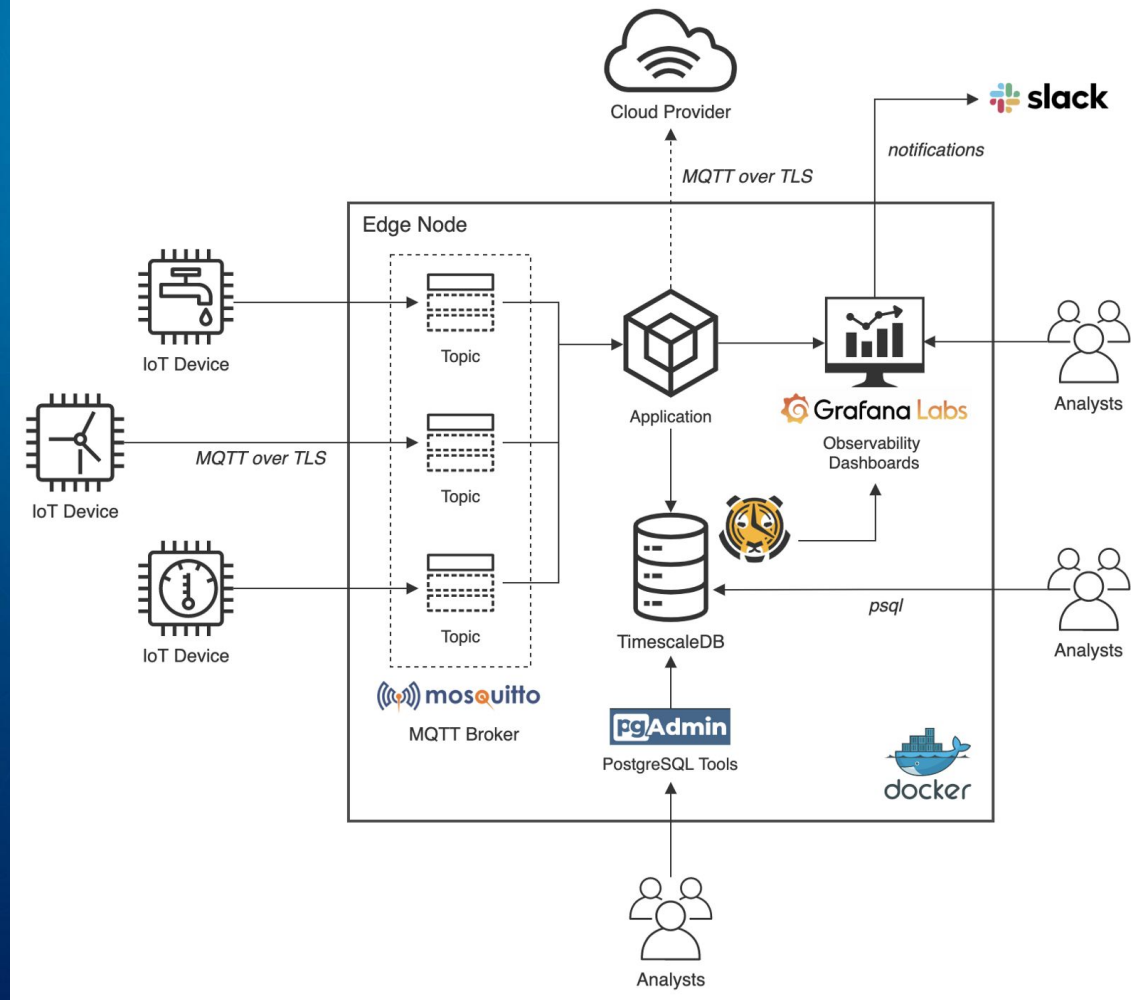 Cloud Provider
slack
notifications
MQTT over TLS
Edge Node
IoT Device
Topic
Application
Grafana Labs
Observability
Dashboards
Analysts
IoT Device
MQTT over TLS
Topic
IoT Device
Topic
TimescaleDB
psql
Analysts
mosquitto
MQTT Broker
pgAdmin
PostgreSQL Tools
docker
Analysts